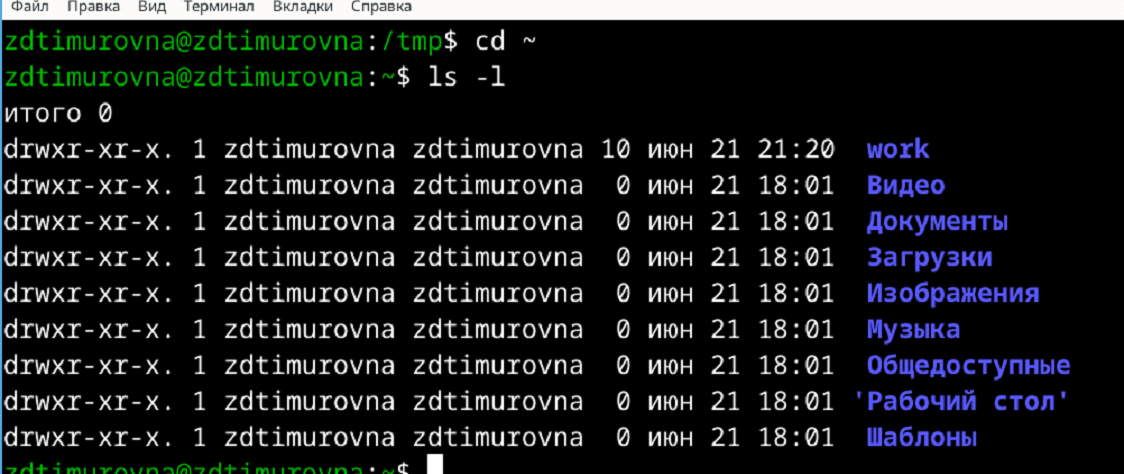 Файл Правка Вид Терминал Вкладки Справка
zdtimurovna@zdtimurovna:/tmp$ cd ~
zdtimurovna@zdtimurovna:~$ ls -l
итого 0
drwxr-xr-x. 1 zdtimurovna zdtimurovna 10 июн 21 21:20  work
drwxr-xr-x. 1 zdtimurovna zdtimurovna  0 июн 21 18:01  Видео
drwxr-xr-x. 1 zdtimurovna zdtimurovna  0 июн 21 18:01  Документы
drwxr-xr-x. 1 zdtimurovna zdtimurovna  0 июн 21 18:01  Загрузки
drwxr-xr-x. 1 zdtimurovna zdtimurovna  0 июн 21 18:01  Изображения
drwxr-xr-x. 1 zdtimurovna zdtimurovna  0 июн 21 18:01  Музыка
drwxr-xr-x. 1 zdtimurovna zdtimurovna  0 июн 21 18:01  Общедоступные
drwxr-xr-x. 1 zdtimurovna zdtimurovna  0 июн 21 18:01 'Рабочий стол'
drwxr-xr-x. 1 zdtimurovna zdtimurovna  0 июн 21 18:01  Шаблоны
zdtimurovna@zdtimurovna:~$